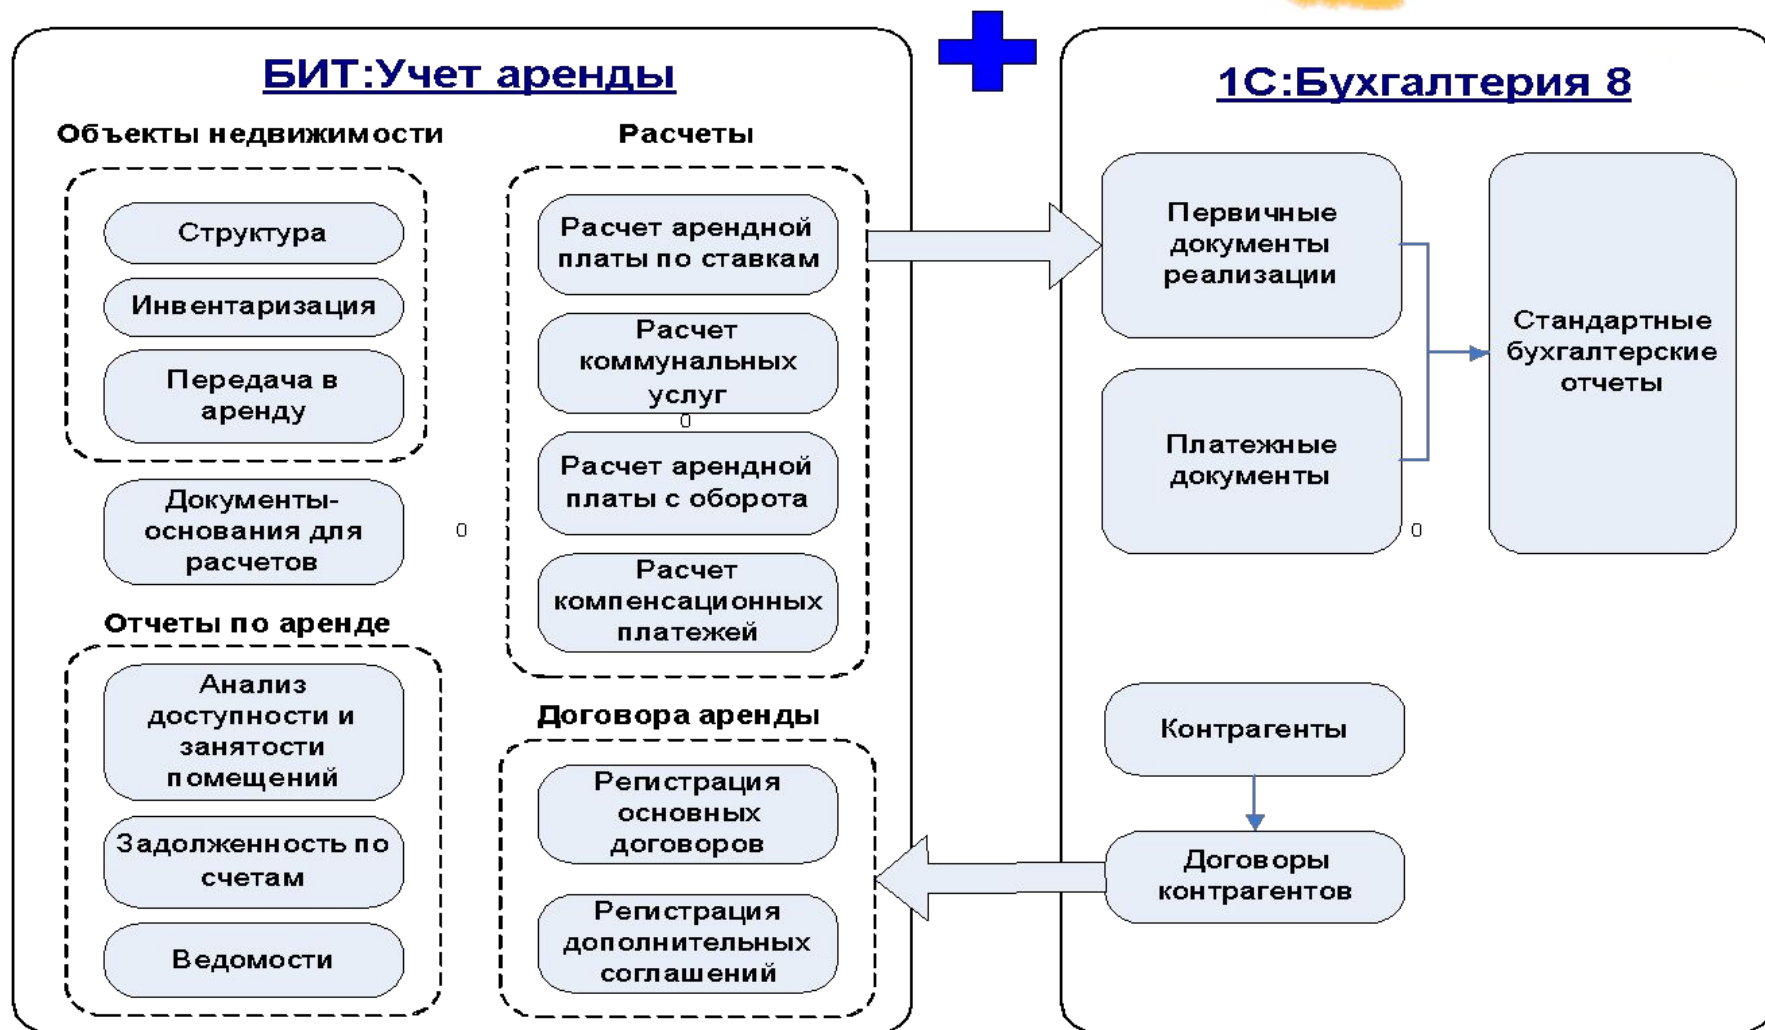 БИТ:Учет аренды
Объекты недвижимости
Структура
Инвентаризация
Передача в
аренду
Документы-
основания для
расчетов
Отчеты по аренде
Анализ
доступности и
занятости
помещений
Задолженность по
счетам
Ведомости
0
Расчеты
Расчет арендной
платы по ставкам
Расчет
коммунальных
услуг
0
Расчет арендной
платы с оборота
Расчет
компенсационных
платежей
Договора аренды
Регистрация
основных
договоров
Регистрация
дополнительных
соглашений
1С:Бухгалтерия 8
Первичные
документы
реализации
Платежные
документы
0
Стандартные
бухгалтерские
отчеты
Контрагенты
Договоры
контрагентов